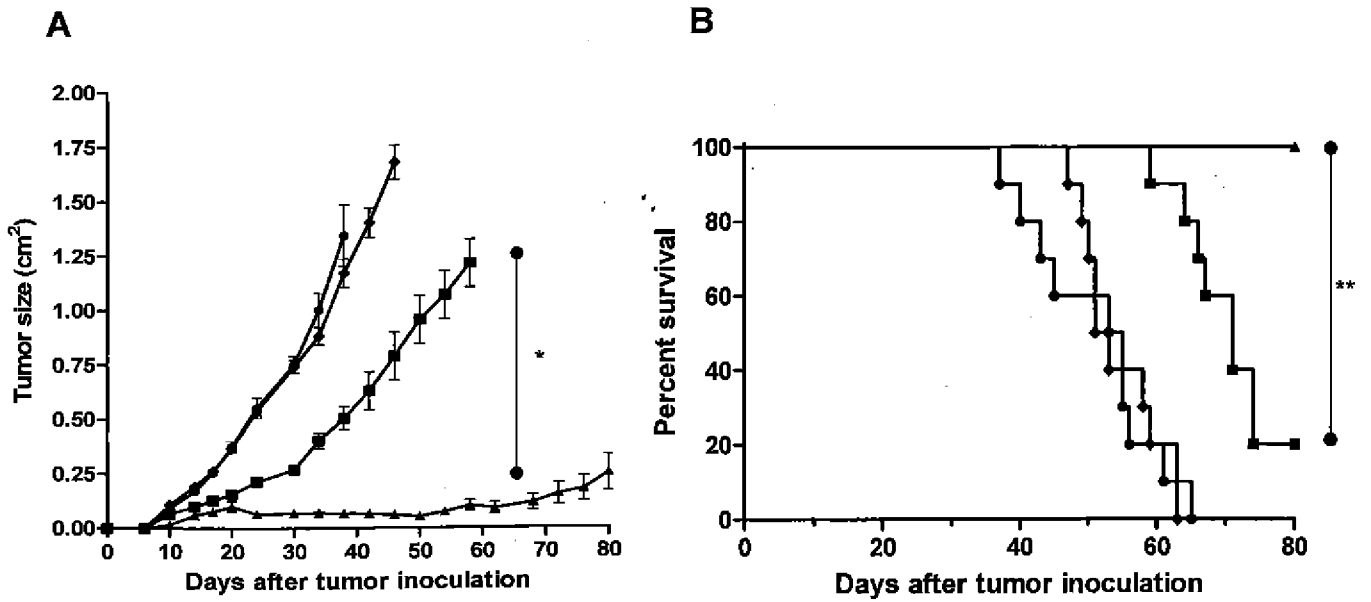 A
2.00
1.75
1.50
1.25
1.00
0.75
0.50
0.25
0.00
Tumor size (cm²)
0 10 20 30 40 50 60 70 80
Days after tumor inoculation
*
B
100
80
60
40
20
0
Percent survival
0 20 40 60 80
Days after tumor inoculation
**